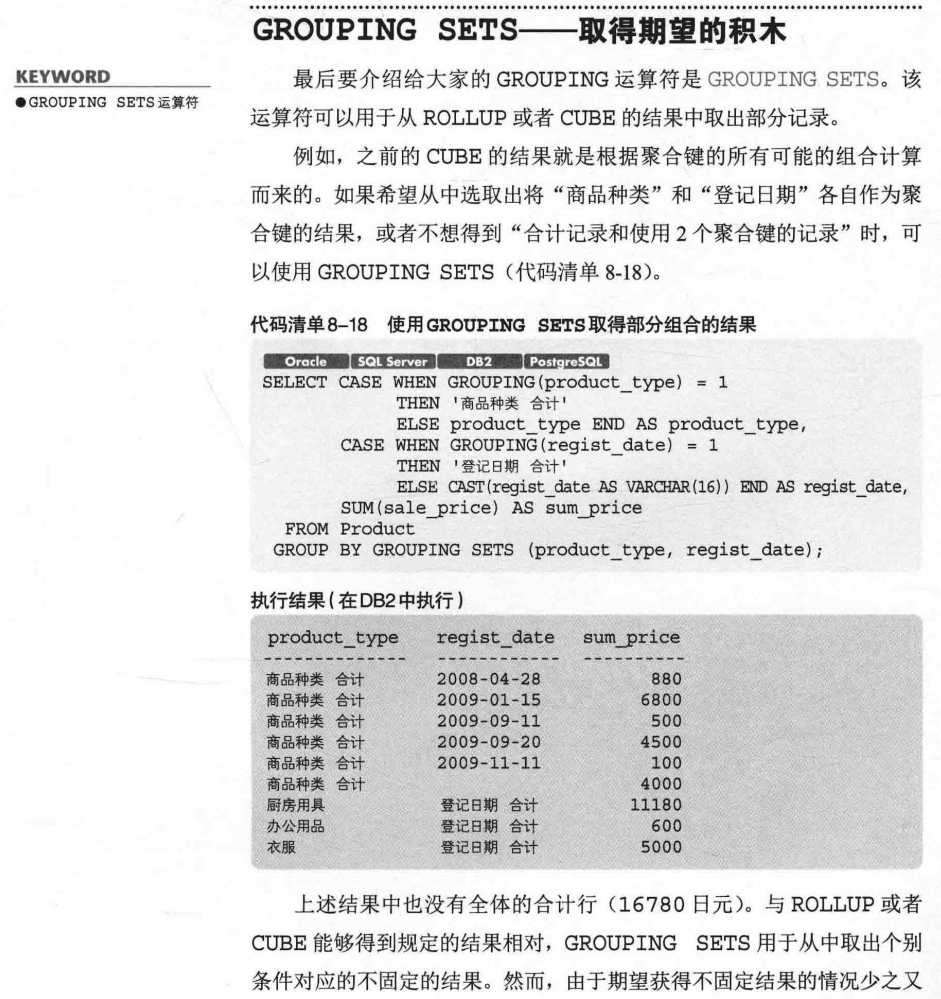 GROUPING SETS——取得期望的积木
KEYWORD
●GROUPING SETS运算符
最后要介绍给大家的 GROUPING 运算符是 GROUPING SETS。该
运算符可以用于从 ROLLUP 或者 CUBE 的结果中取出部分记录。
例如，之前的 CUBE 的结果就是根据聚合键的所有可能的组合计算
而来的。如果希望从中选取出将“商品种类”和“登记日期”各自作为聚
合键的结果，或者不想得到“合计记录和使用 2 个聚合键的记录”时，可
以使用 GROUPING SETS（代码清单 8-18）。
代码清单8–18 使用GROUPING SETS取得部分组合的结果
Oracle SQL Server DB2 PostgreSQL
SELECT CASE WHEN GROUPING(product_type) = 1
THEN '商品种类 合计'
ELSE product_type END AS product_type,
CASE WHEN GROUPING(regist_date) = 1
THEN '登记日期 合计'
ELSE CAST(regist_date AS VARCHAR(16)) END AS regist_date,
SUM(sale_price) AS sum_price
FROM Product
GROUP BY GROUPING SETS (product_type, regist_date);
执行结果（在DB2中执行）
product_type regist_date sum_price
-------------- ------------ ----------
商品种类 合计 2008-04-28 880
商品种类 合计 2009-01-15 6800
商品种类 合计 2009-09-11 500
商品种类 合计 2009-09-20 4500
商品种类 合计 2009-11-11 100
商品种类 合计 4000
厨房用具 登记日期 合计 11180
办公用品 登记日期 合计 600
衣服 登记日期 合计 5000
上述结果中也没有全体的合计行（16780 日元）。与 ROLLUP 或者
CUBE 能够得到规定的结果相对，GROUPING SETS 用于从中取出个别
条件对应的不固定的结果。然而，由于期望获得不固定结果的情况少之又